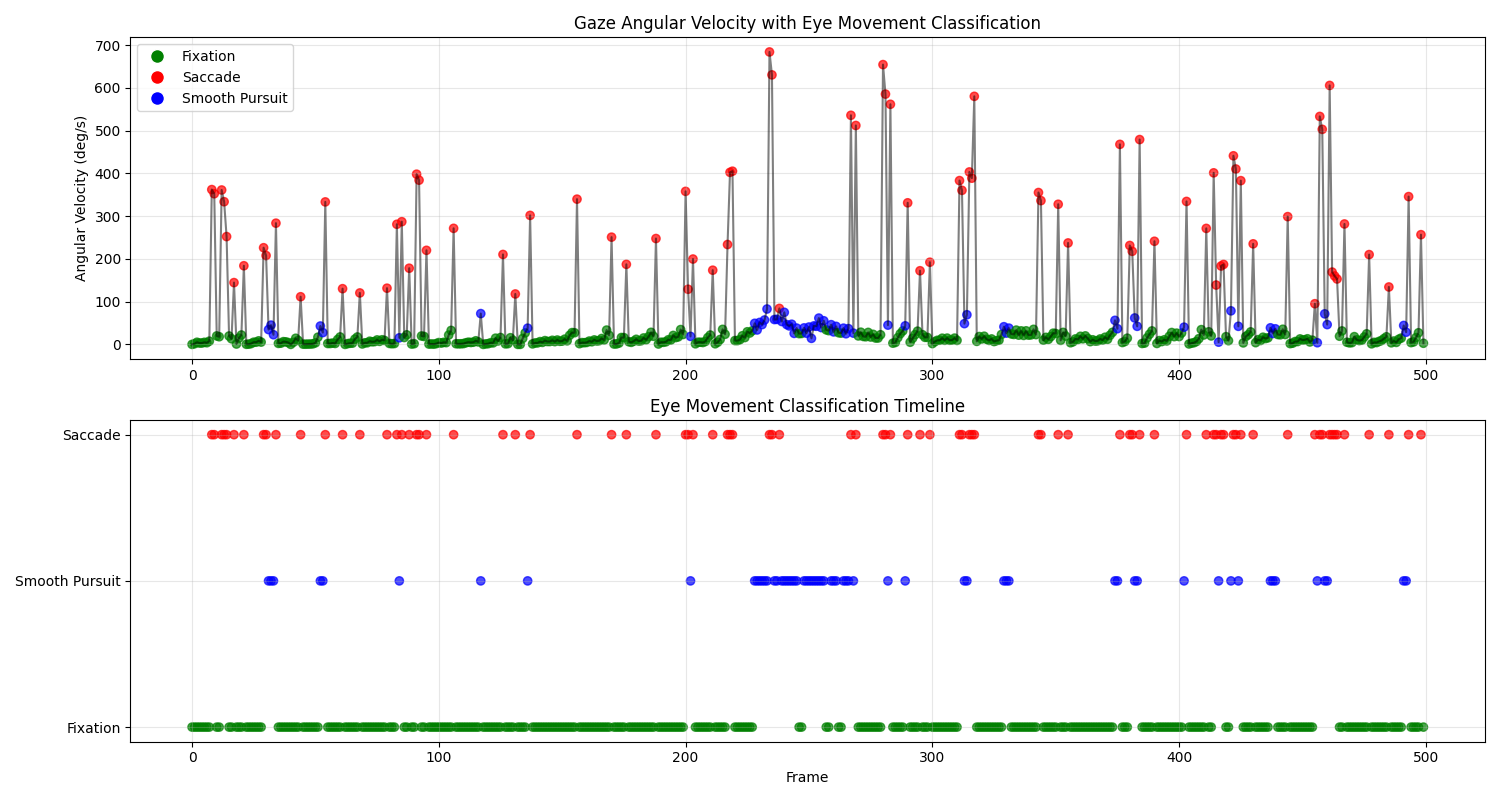 Gaze Angular Velocity with Eye Movement Classification
Angular Velocity (deg/s)
700
600
500
400
300
200
100
0
Fixation
Saccade
Smooth Pursuit
0 100 200 300 400 500
Eye Movement Classification Timeline
Saccade
Smooth Pursuit
Fixation
0 100 200 300 400 500
Frame